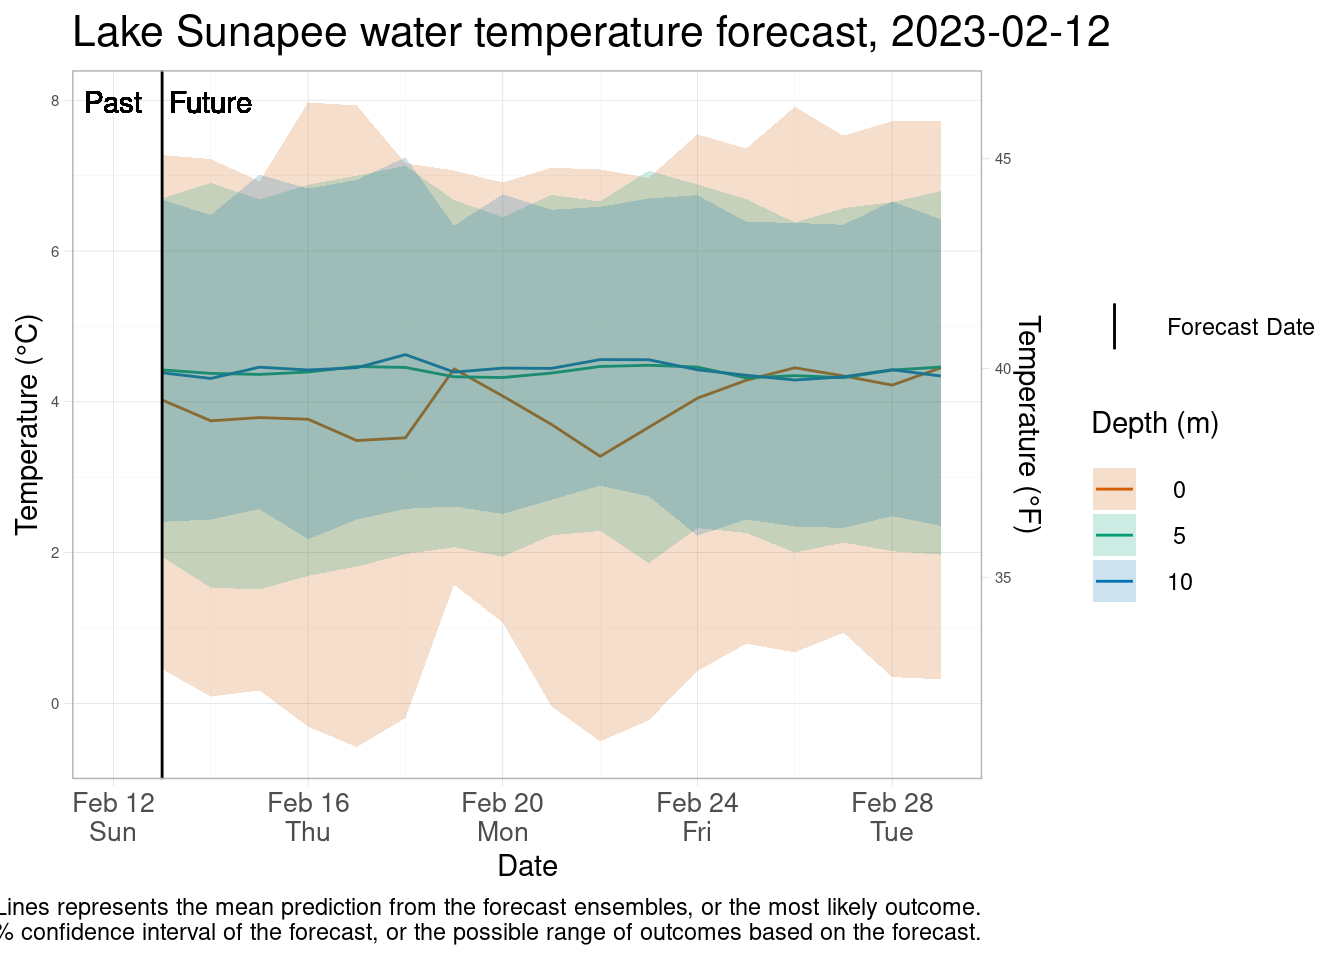 Lake Sunapee water temperature forecast, 2023-02-12
Past
Future
8
6
4
2
0
Temperature (°C)
45
40
35
Temperature (°F)
Feb 12
Sun
Feb 16
Thu
Feb 20
Mon
Feb 24
Fri
Feb 28
Tue
Date
Forecast Date
Depth (m)
0
5
10
Lines represents the mean prediction from the forecast ensembles, or the most likely outcome.
% confidence interval of the forecast, or the possible range of outcomes based on the forecast.